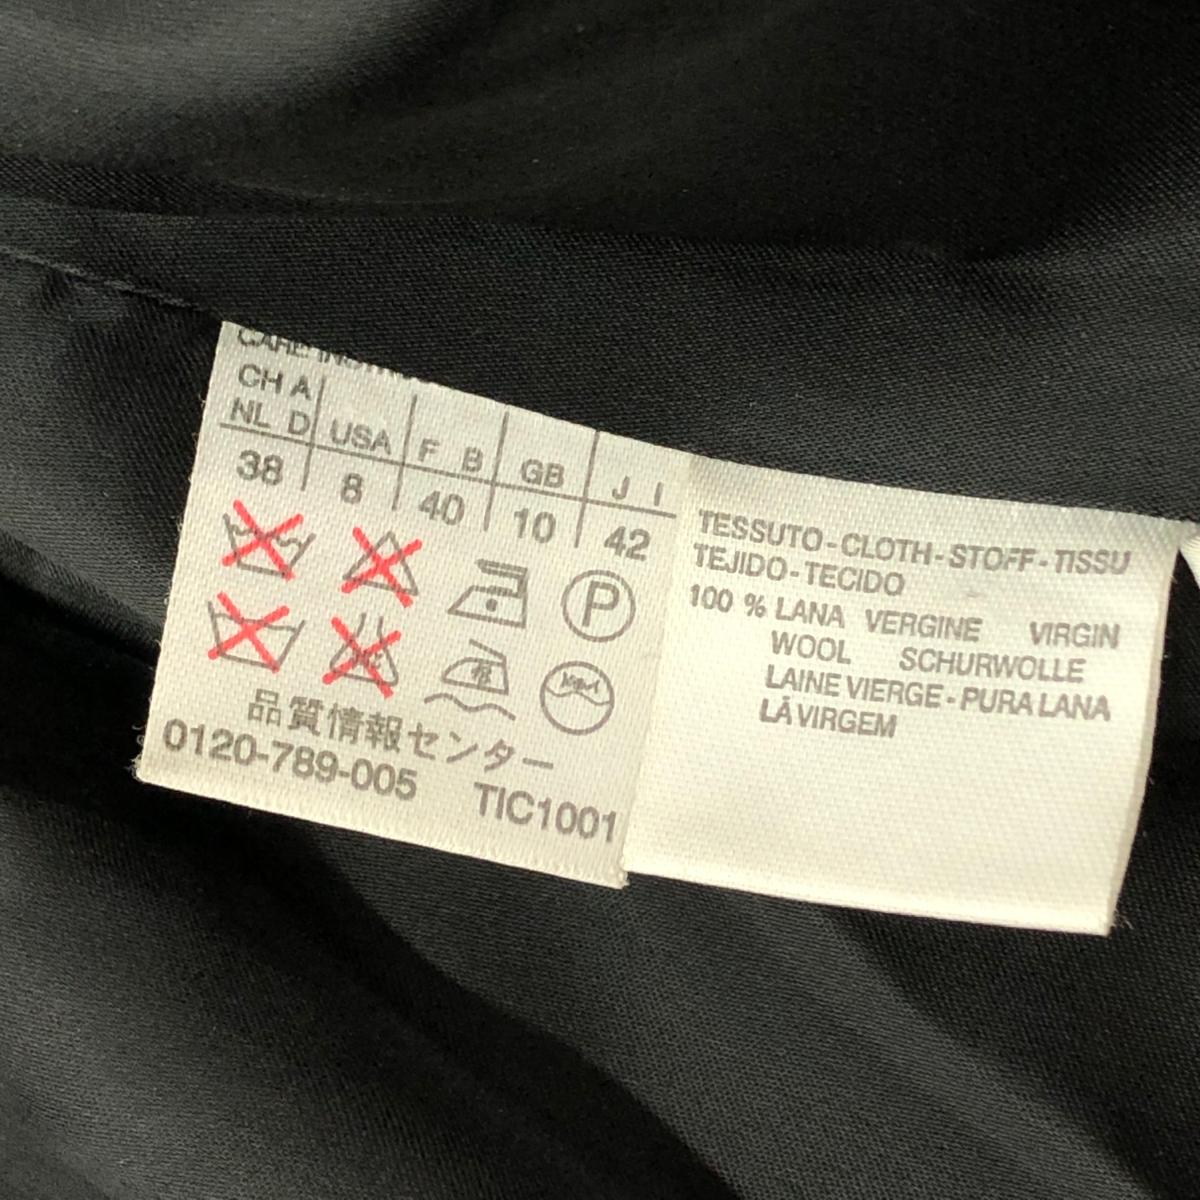 CARE
CH A
NL D USA F B GB J I
38 8 40 10 42
P
品質情報センター
0120-789-005 TIC1001
TESSUTO-CLOTH-STOFF-TISSU
TEJIDO-TECIDO
100 % LANA VERGINE VIRGIN
WOOL SCHURWOLLE
LAINE VIERGE-PURA LANA
LÃ VIRGEM